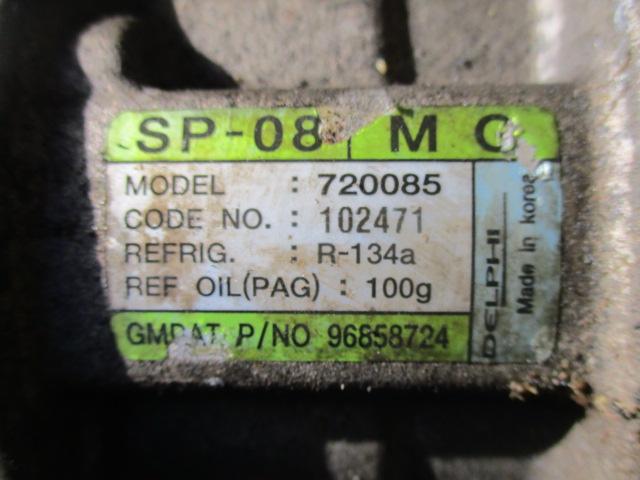 SP-08 M
MODEL : 720085
CODE NO. : 102471
REFRIG. : R-134a
REF OIL(PAG) : 100g
GMDAT P/NO 96858724
DELPHI
Made in korea